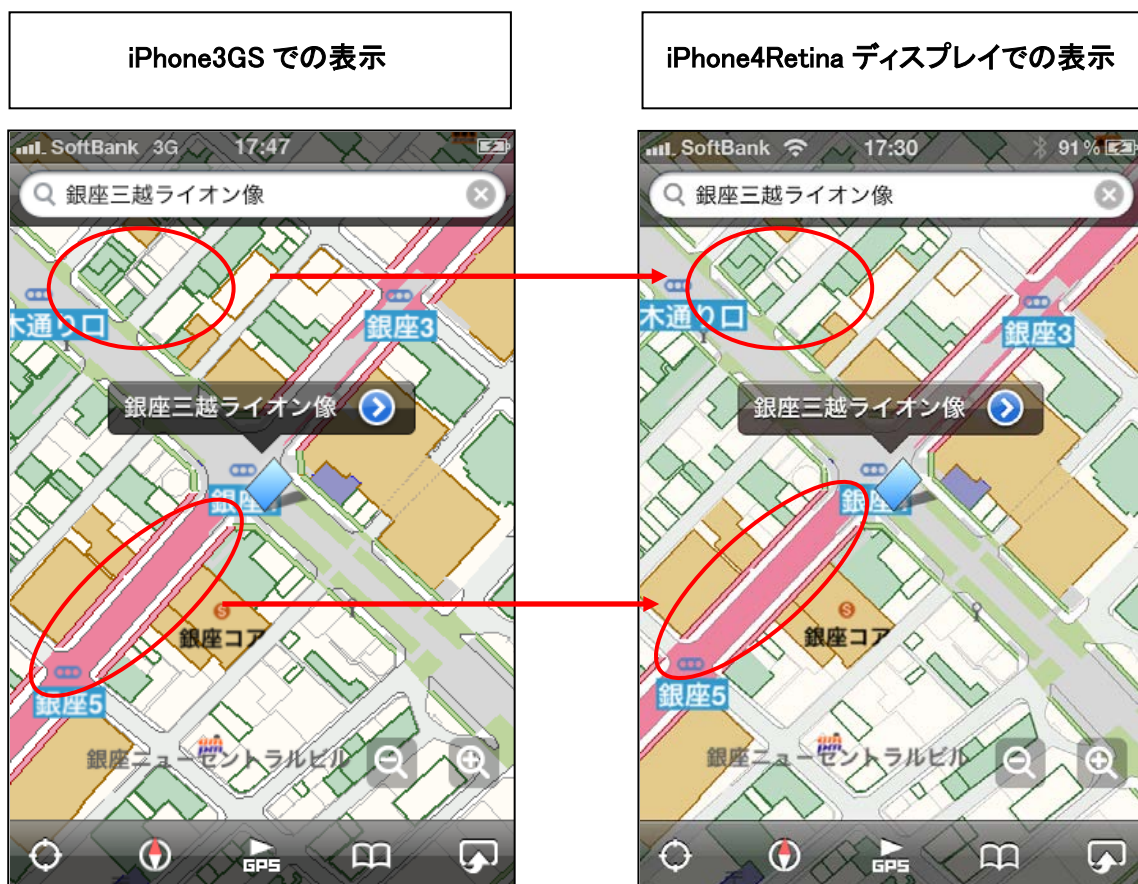 iPhone3GS での表示
SoftBank 3G 17:47
銀座三越ライオン像
木通り口
銀座3
銀座三越ライオン像
銀座
S
銀座コア
銀座5
am
pm
銀座ニューセントラルビル
GPS
iPhone4Retina ディスプレイでの表示
SoftBank 17:30 91%
銀座三越ライオン像
木通り口
銀座3
銀座三越ライオン像
銀座
S
銀座コア
銀座5
am
pm
銀座ニューセントラルビル
GPS